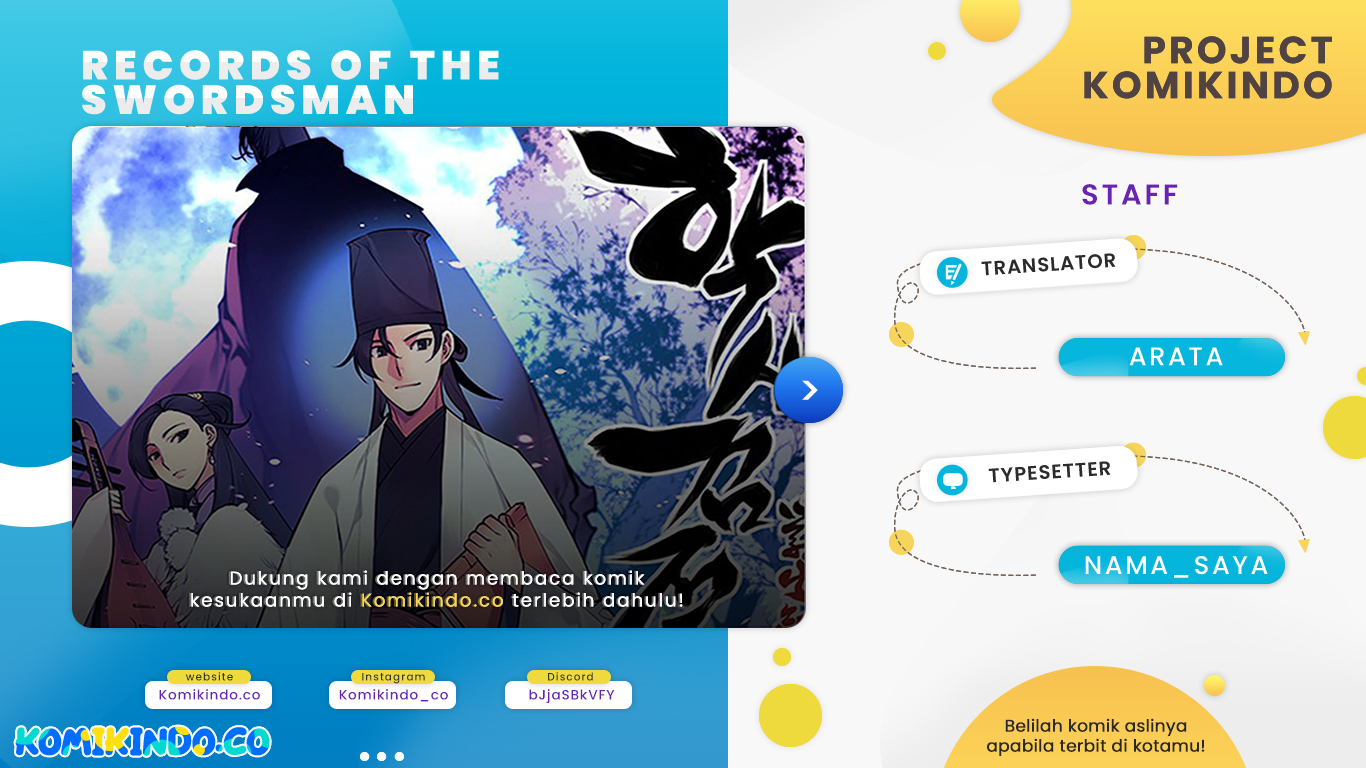 RECORDS OF THE
SWORDSMAN
Dukung kami dengan membaca komik
kesukaanmu di Komikindo.co terlebih dahulu!
website
Komikindo.co
Instagram
Komikindo_co
Discord
bJjaSBkVFY
KOMIKINDO.CO
PROJECT
KOMIKINDO
STAFF
TRANSLATOR
ARATA
TYPESETTER
NAMA_SAYA
Belilah komik aslinya
apabila terbit di kotamu!